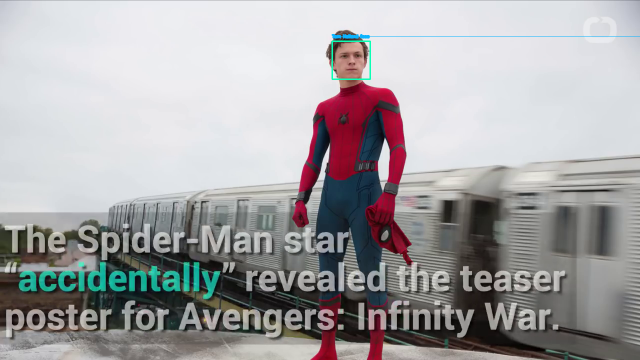 The Spider-Man star
“accidentally” revealed the teaser
poster for Avengers: Infinity War.